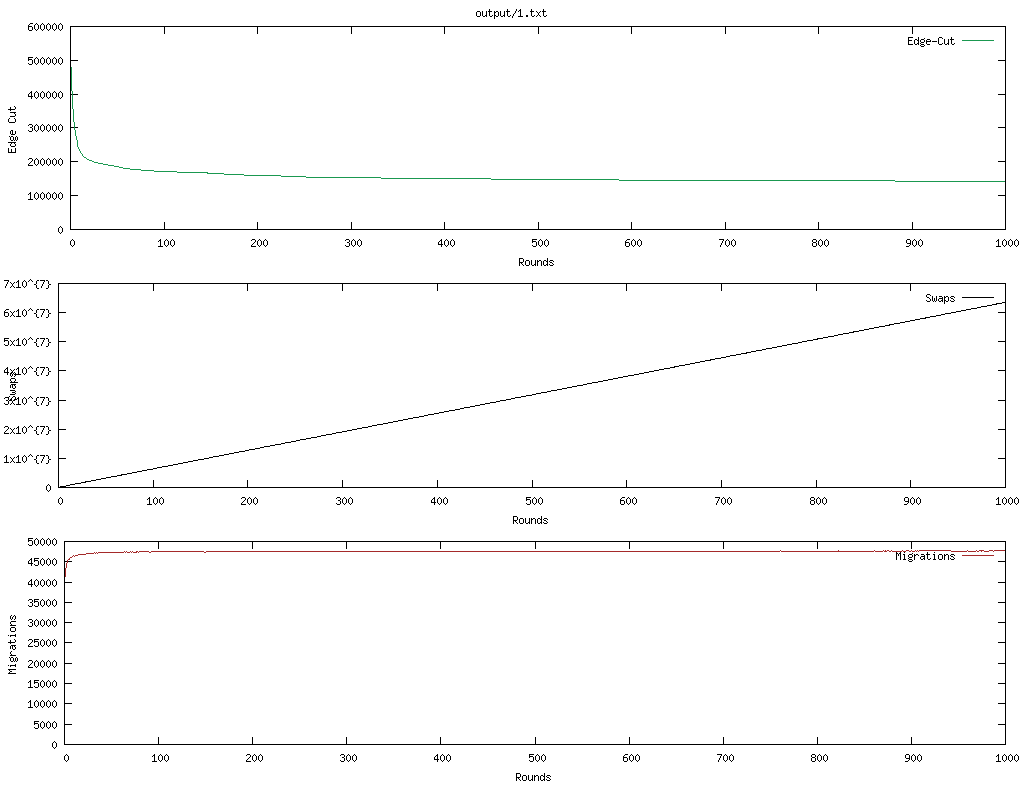 output/1.txt
600000
500000
400000
300000
200000
100000
0
Edge Cut
Edge-Cut
0 100 200 300 400 500 600 700 800 900 1000
Rounds
7x10^{7}
6x10^{7}
5x10^{7}
4x10^{7}
3x10^{7}
2x10^{7}
1x10^{7}
0
Swaps
Swaps
0 100 200 300 400 500 600 700 800 900 1000
Rounds
50000
45000
40000
35000
30000
25000
20000
15000
10000
5000
0
Migrations
Migrations
0 100 200 300 400 500 600 700 800 900 1000
Rounds